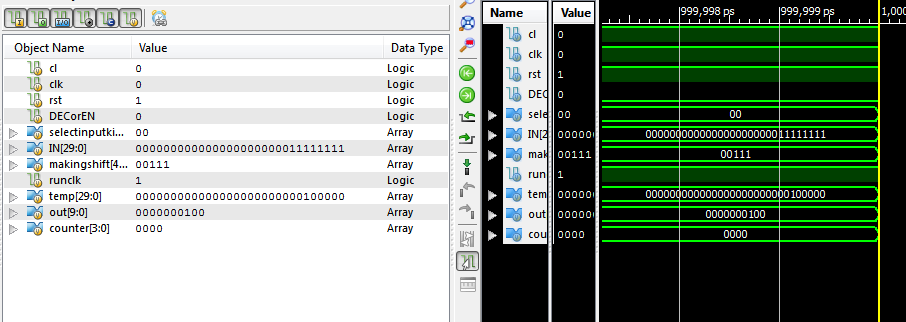 Object Name Value Data Type
cl 0 Logic
clk 0 Logic
rst 1 Logic
DECorEN 0 Logic
selectinputki... 00 Array
IN[29:0] 000000000000000000000011111111 Array
makingshift[4... 00111 Array
runclk 1 Logic
temp[29:0] 000000000000000000000000100000 Array
out[9:0] 0000000100 Array
counter[3:0] 0000 Array
Name Value 999,998 ps 999,999 ps 1,000
cl 0
clk 0
rst 1
DEC 0
sele 00 00
IN[2 000000 000000000000000000000011111111
mak 00111 00111
run 1
tem 000000 000000000000000000000000100000
out 000000 0000000100
cou 0000 0000